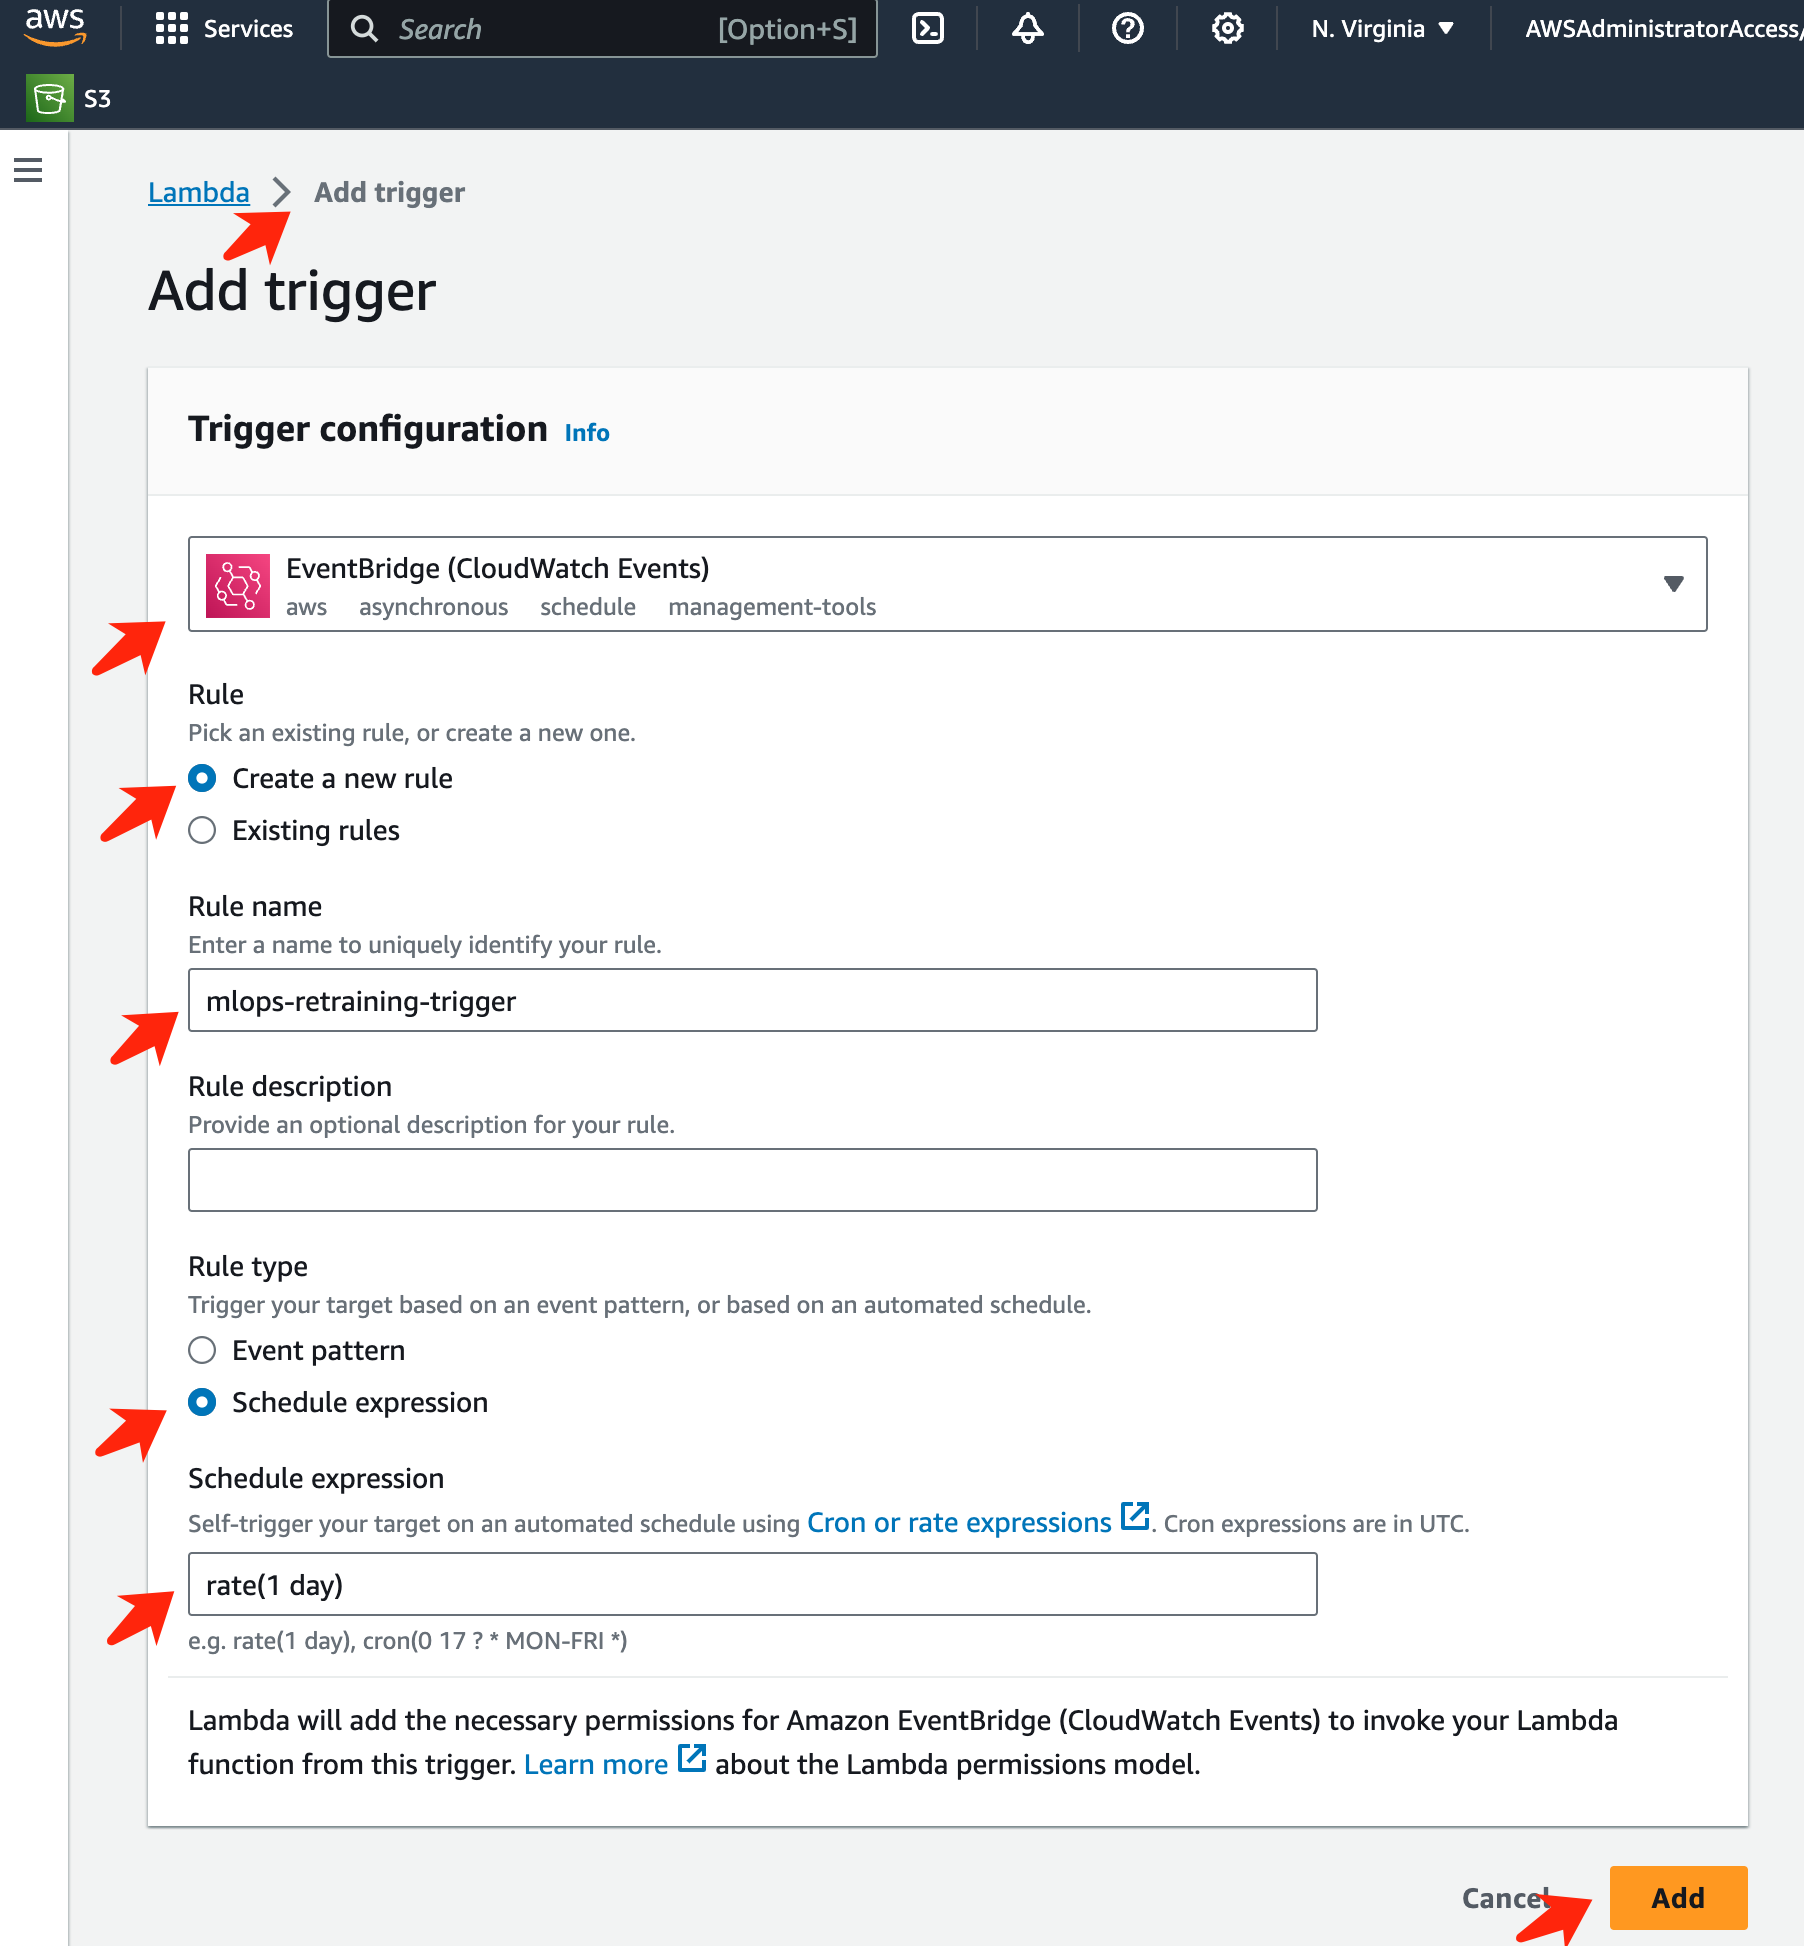 aws Services Search [Option+S] N. Virginia AWSAdministratorAccess/
S3
Lambda Add trigger
Add trigger
Trigger configuration Info
EventBridge (CloudWatch Events)
aws asynchronous schedule management-tools
Rule
Pick an existing rule, or create a new one.
Create a new rule
Existing rules
Rule name
Enter a name to uniquely identify your rule.
mlops-retraining-trigger
Rule description
Provide an optional description for your rule.
Rule type
Trigger your target based on an event pattern, or based on an automated schedule.
Event pattern
Schedule expression
Schedule expression
Self-trigger your target on an automated schedule using Cron or rate expressions. Cron expressions are in UTC.
rate(1 day)
e.g. rate(1 day), cron(0 17 ? * MON-FRI *)
Lambda will add the necessary permissions for Amazon EventBridge (CloudWatch Events) to invoke your Lambda
function from this trigger. Learn more about the Lambda permissions model.
Cancel Add